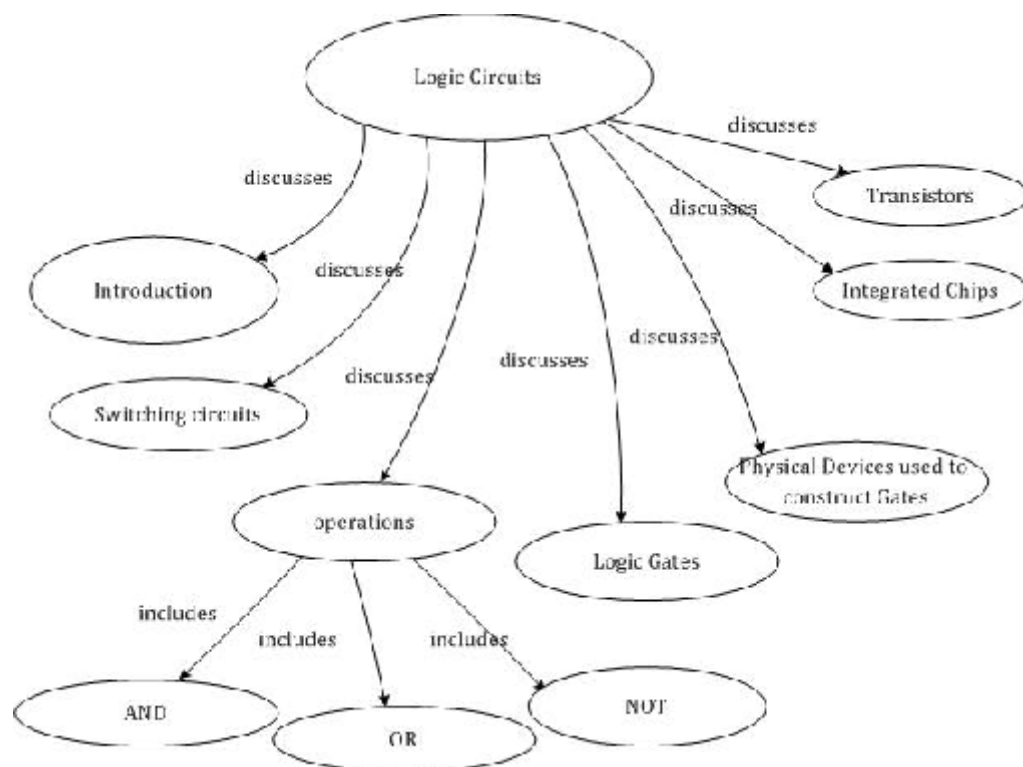 Logic Circuits
discusses
Transistors
discusses
discusses
Integrated Chips
Introduction
discusses
discusses
discusses
discusses
Switching circuits
Physical Devices used to
construct Gates
operations
Logic Gates
includes
includes
includes
AND
OR
NOT